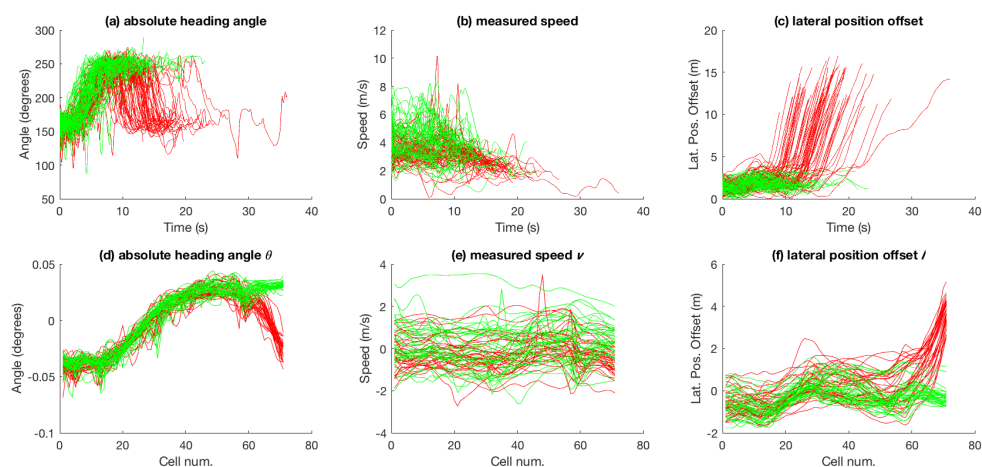 (a) absolute heading angle
300
250
200
150
100
50
Angle (degrees)
0 10 20 30 40
Time (s)
(b) measured speed
12
10
8
6
4
2
0
Speed (m/s)
0 10 20 30 40
Time (s)
(c) lateral position offset
20
15
10
5
0
Lat. Pos. Offset (m)
0 10 20 30 40
Time (s)
(d) absolute heading angle θ
0.05
0
-0.05
-0.1
Angle (degrees)
0 20 40 60 80
Cell num.
(e) measured speed ν
4
2
0
-2
-4
Speed (m/s)
0 20 40 60 80
Cell num.
(f) lateral position offset l
6
4
2
0
-2
Lat. Pos. Offset (m)
0 20 40 60 80
Cell num.